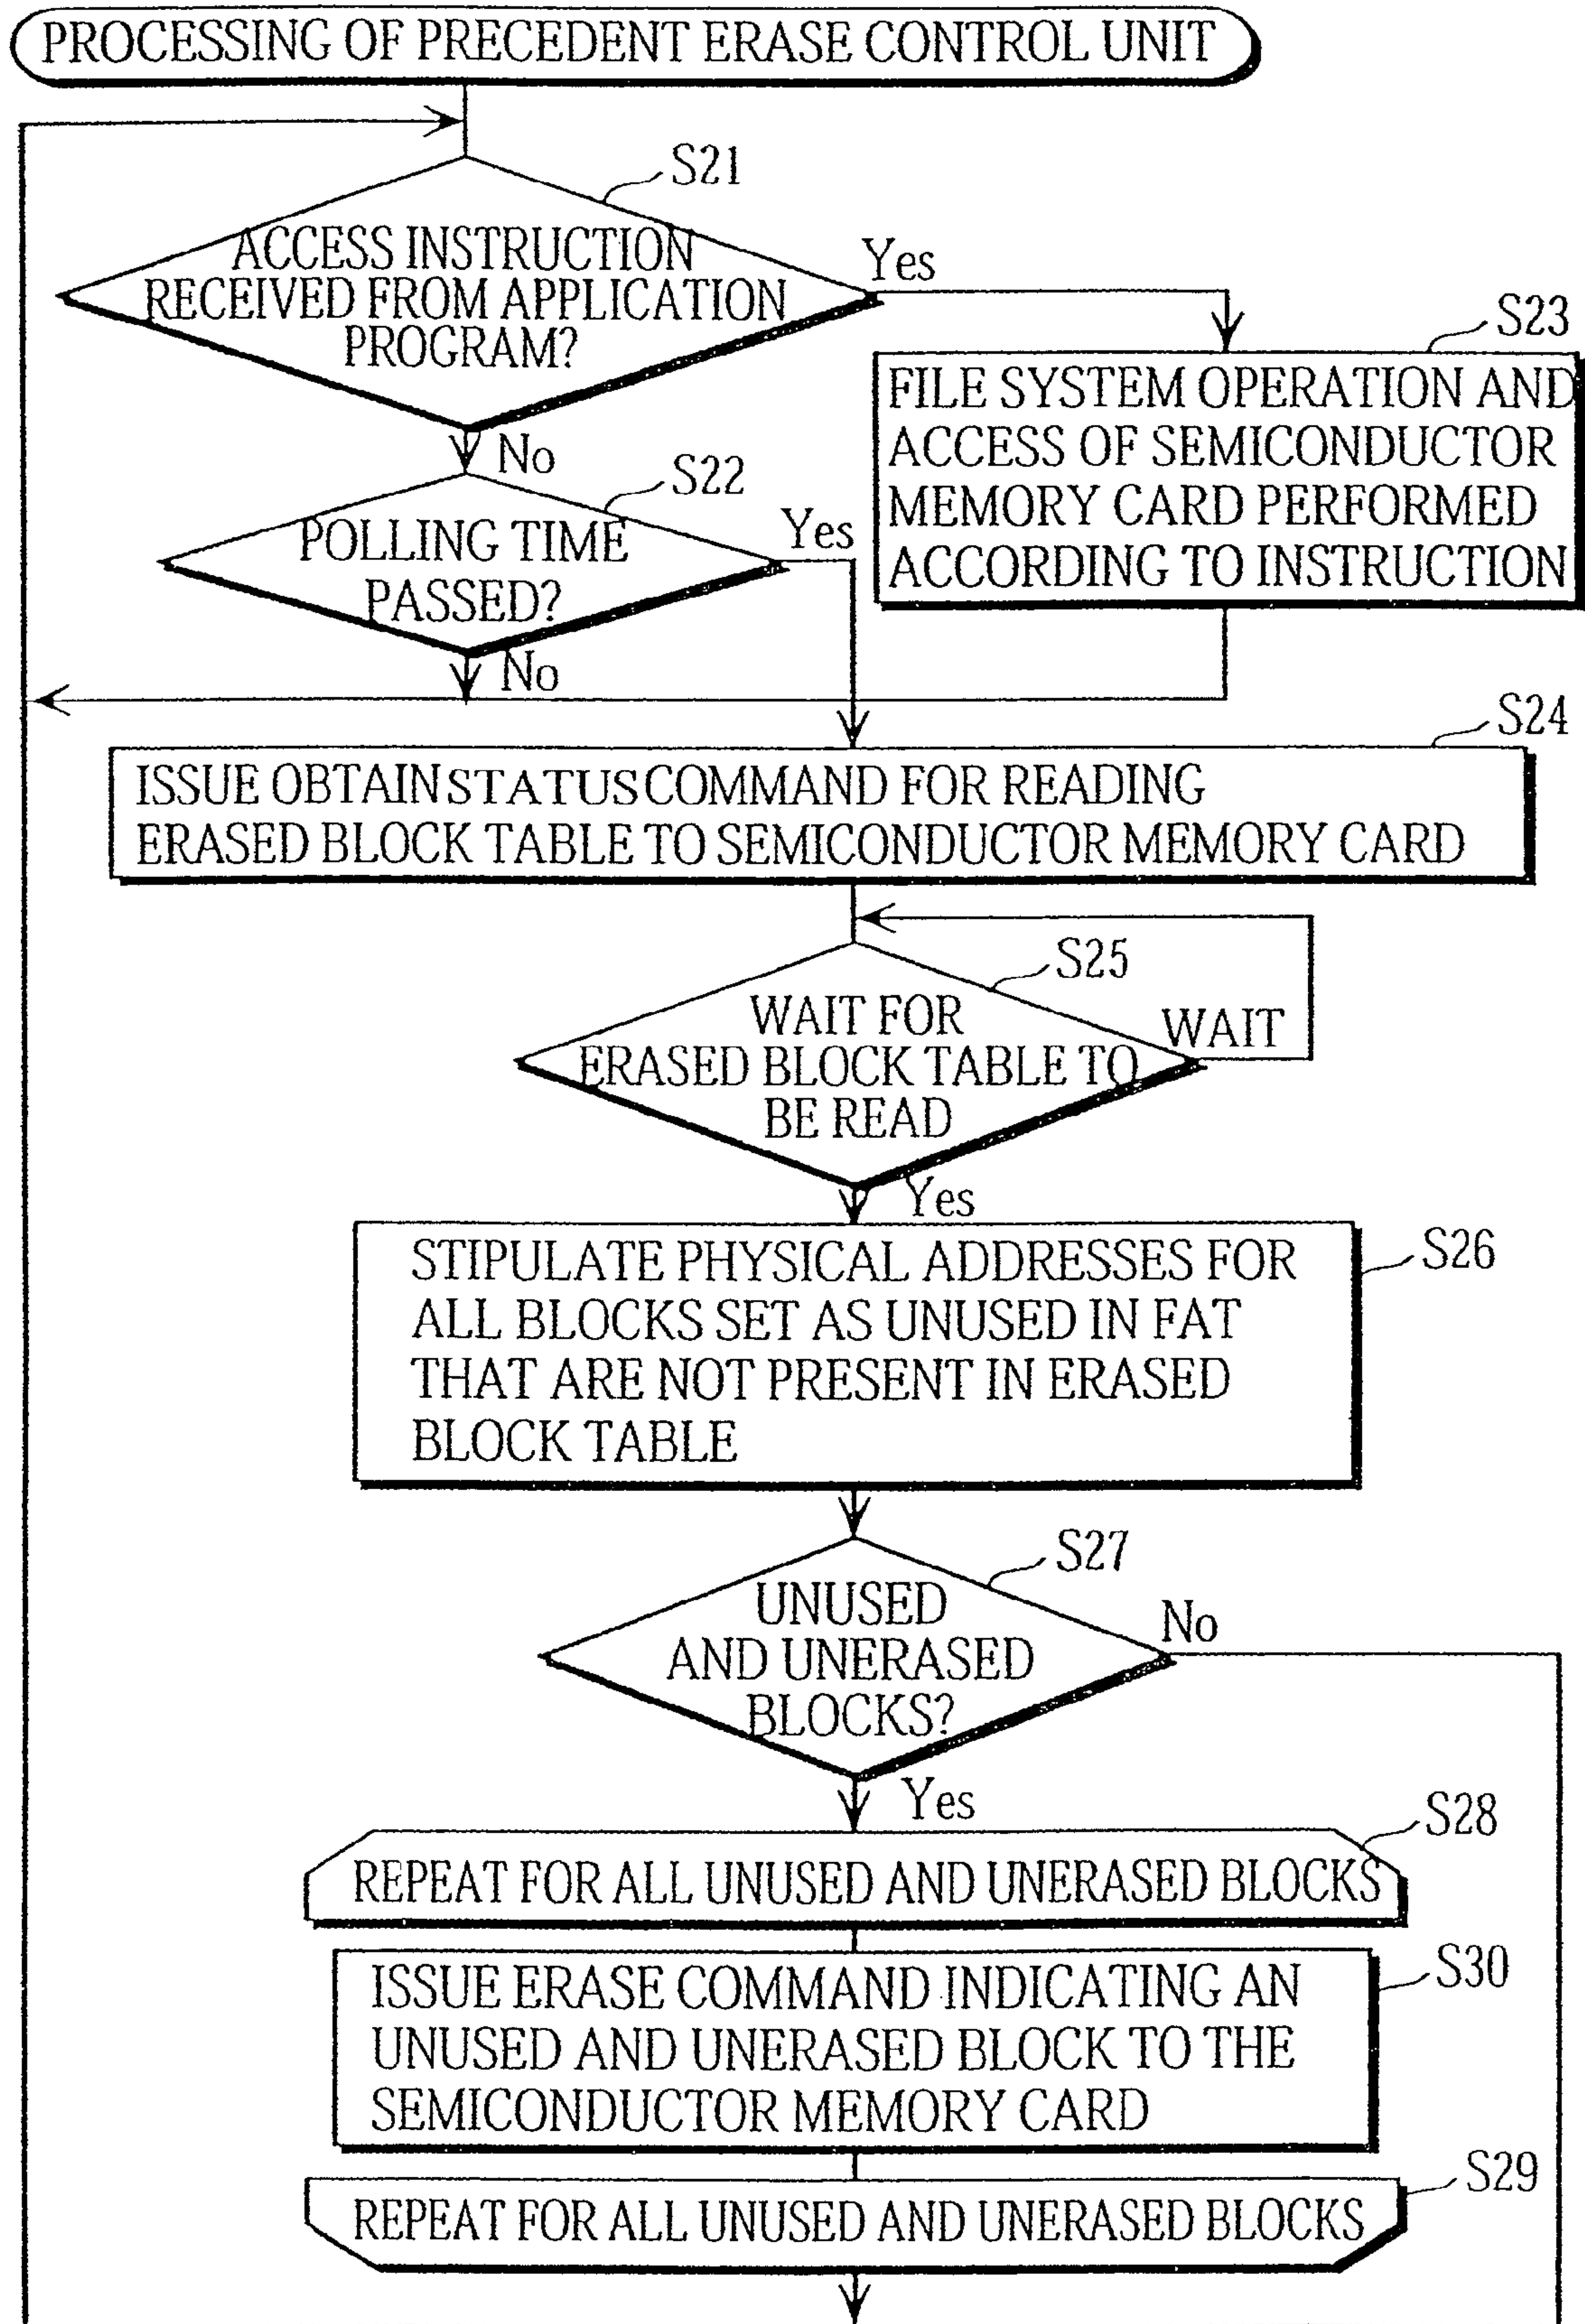 PROCESSING OF PRECEDENT ERASE CONTROL UNIT
S21
ACCESS INSTRUCTION
RECEIVED FROM APPLICATION
PROGRAM?
Yes
No
S23
FILE SYSTEM OPERATION AND
ACCESS OF SEMICONDUCTOR
MEMORY CARD PERFORMED
ACCORDING TO INSTRUCTION
S22
POLLING TIME
PASSED?
Yes
No
S24
ISSUE OBTAIN STATUS COMMAND FOR READING
ERASED BLOCK TABLE TO SEMICONDUCTOR MEMORY CARD
S25
WAIT FOR
ERASED BLOCK TABLE TO
BE READ
WAIT
Yes
S26
STIPULATE PHYSICAL ADDRESSES FOR
ALL BLOCKS SET AS UNUSED IN FAT
THAT ARE NOT PRESENT IN ERASED
BLOCK TABLE
S27
UNUSED
AND UNERASED
BLOCKS?
No
Yes
S28
REPEAT FOR ALL UNUSED AND UNERASED BLOCKS
S30
ISSUE ERASE COMMAND INDICATING AN
UNUSED AND UNERASED BLOCK TO THE
SEMICONDUCTOR MEMORY CARD
S29
REPEAT FOR ALL UNUSED AND UNERASED BLOCKS